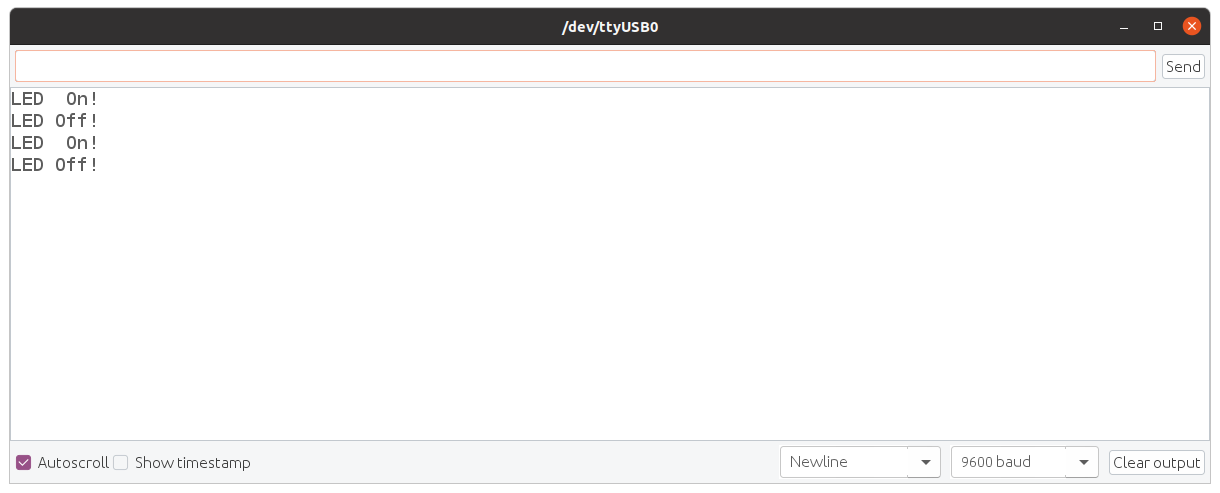 /dev/ttyUSB0
Send
LED  On!
LED Off!
LED  On!
LED Off!
Autoscroll Show timestamp Newline 9600 baud Clear output